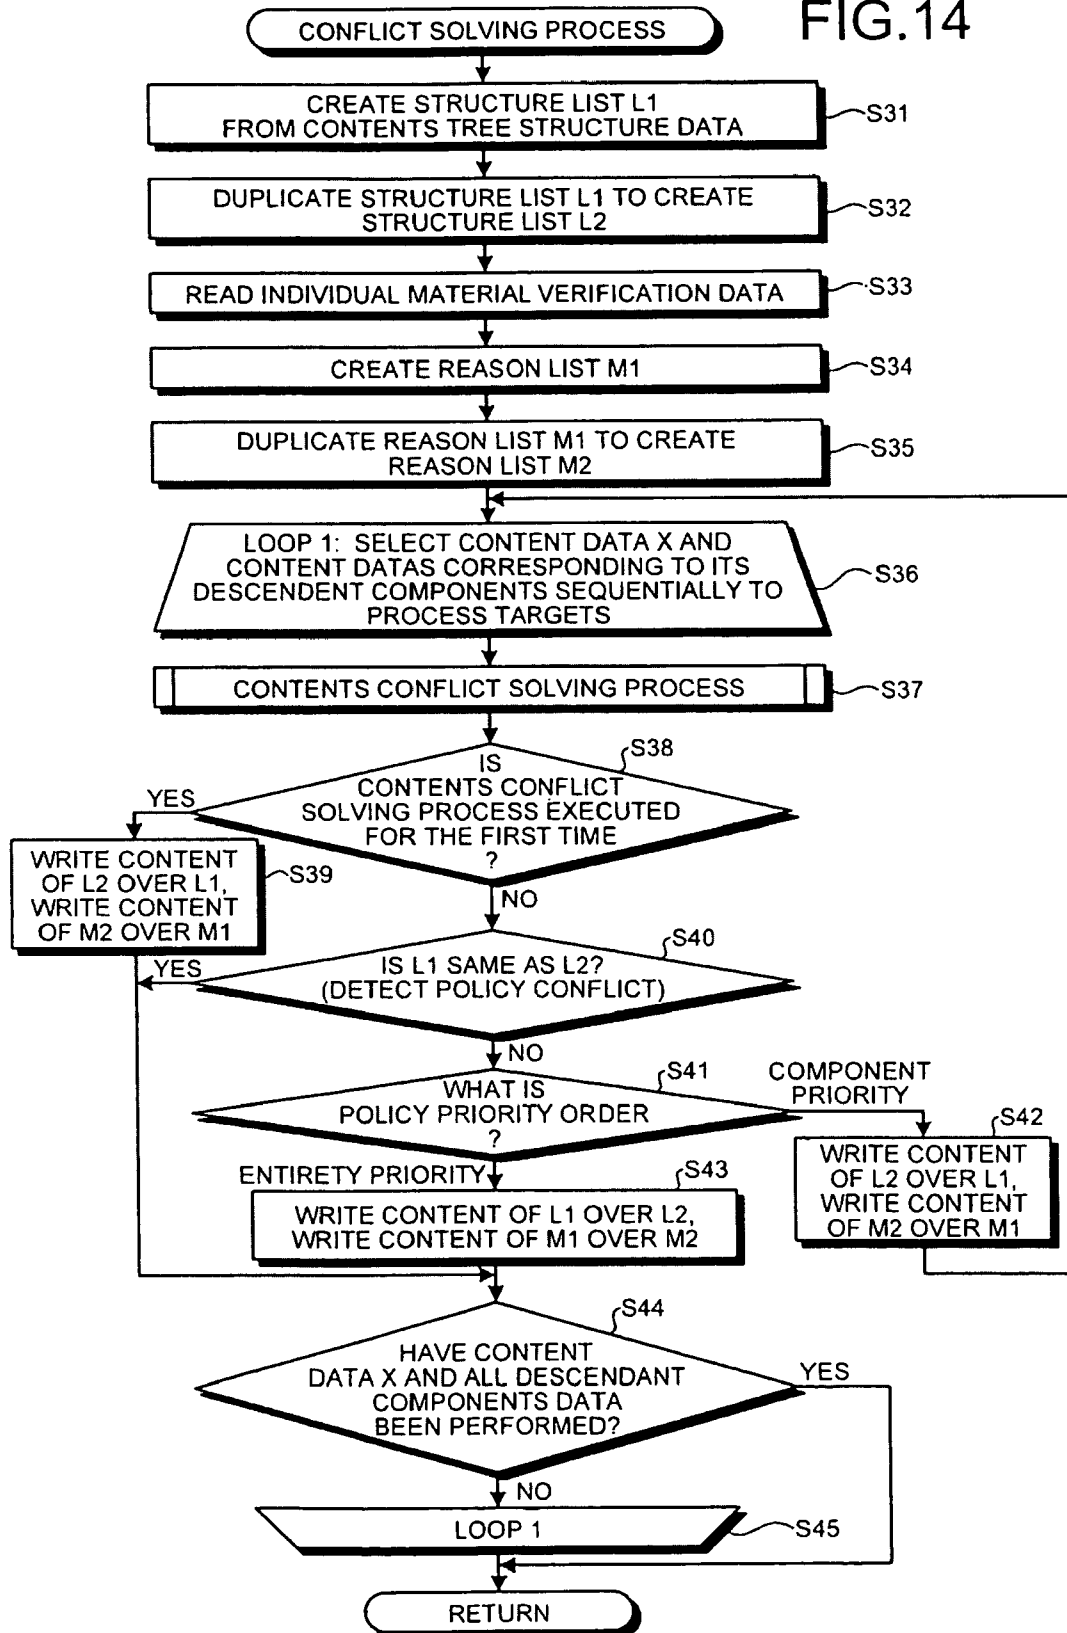 FIG.14
CONFLICT SOLVING PROCESS
CREATE STRUCTURE LIST L1
FROM CONTENTS TREE STRUCTURE DATA
S31
DUPLICATE STRUCTURE LIST L1 TO CREATE
STRUCTURE LIST L2
S32
READ INDIVIDUAL MATERIAL VERIFICATION DATA
S33
CREATE REASON LIST M1
S34
DUPLICATE REASON LIST M1 TO CREATE
REASON LIST M2
S35
LOOP 1: SELECT CONTENT DATA X AND
CONTENT DATAS CORRESPONDING TO ITS
DESCENDENT COMPONENTS SEQUENTIALLY TO
PROCESS TARGETS
S36
CONTENTS CONFLICT SOLVING PROCESS
S37
S38
IS
CONTENTS CONFLICT
SOLVING PROCESS EXECUTED
FOR THE FIRST TIME
?
YES
NO
WRITE CONTENT
OF L2 OVER L1,
WRITE CONTENT
OF M2 OVER M1
S39
S40
IS L1 SAME AS L2?
(DETECT POLICY CONFLICT)
YES
NO
S41
WHAT IS
POLICY PRIORITY ORDER
?
COMPONENT
PRIORITY
S42
WRITE CONTENT
OF L2 OVER L1,
WRITE CONTENT
OF M2 OVER M1
ENTIRETY PRIORITY
S43
WRITE CONTENT OF L1 OVER L2,
WRITE CONTENT OF M1 OVER M2
S44
HAVE CONTENT
DATA X AND ALL DESCENDANT
COMPONENTS DATA
BEEN PERFORMED?
YES
NO
LOOP 1
S45
RETURN